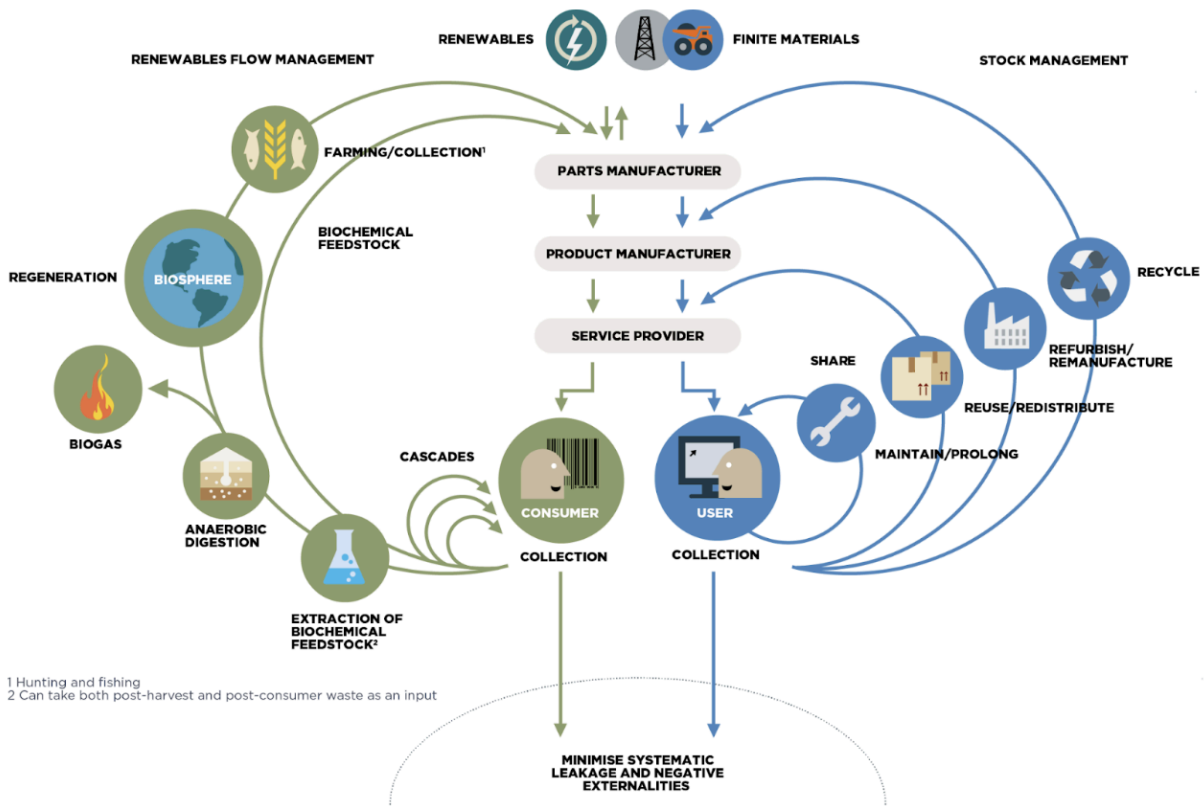 RENEWABLES
FINITE MATERIALS
RENEWABLES FLOW MANAGEMENT
STOCK MANAGEMENT
FARMING/COLLECTION¹
PARTS MANUFACTURER
BIOCHEMICAL
FEEDSTOCK
PRODUCT MANUFACTURER
REGENERATION
BIOSPHERE
RECYCLE
SERVICE PROVIDER
SHARE
REFURBISH/
REMANUFACTURE
REUSE/REDISTRIBUTE
BIOGAS
CASCADES
MAINTAIN/PROLONG
CONSUMER
USER
ANAEROBIC
DIGESTION
COLLECTION
COLLECTION
EXTRACTION OF
BIOCHEMICAL
FEEDSTOCK²
1 Hunting and fishing
2 Can take both post-harvest and post-consumer waste as an input
MINIMISE SYSTEMATIC
LEAKAGE AND NEGATIVE
EXTERNALITIES